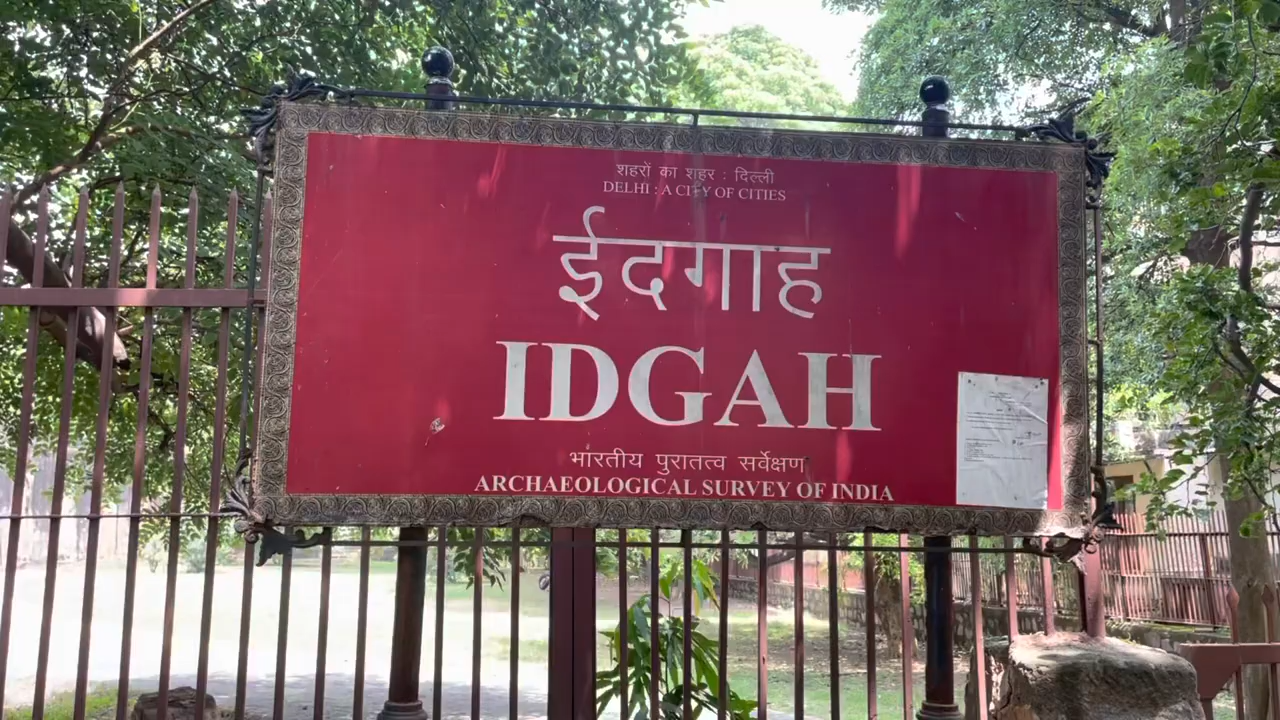 शहरों का शहर : दिल्ली
DELHI : A CITY OF CITIES
ईदगाह
IDGAH
भारतीय पुरातत्व सर्वेक्षण
ARCHAEOLOGICAL SURVEY OF INDIA